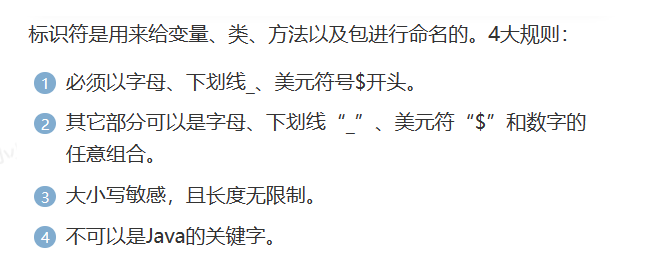 标识符是用来给变量、类、方法以及包进行命名的。4大规则：
1 必须以字母、下划线_、美元符号$开头。
2 其它部分可以是字母、下划线“_”、美元符“$”和数字的
任意组合。
3 大小写敏感，且长度无限制。
4 不可以是Java的关键字。